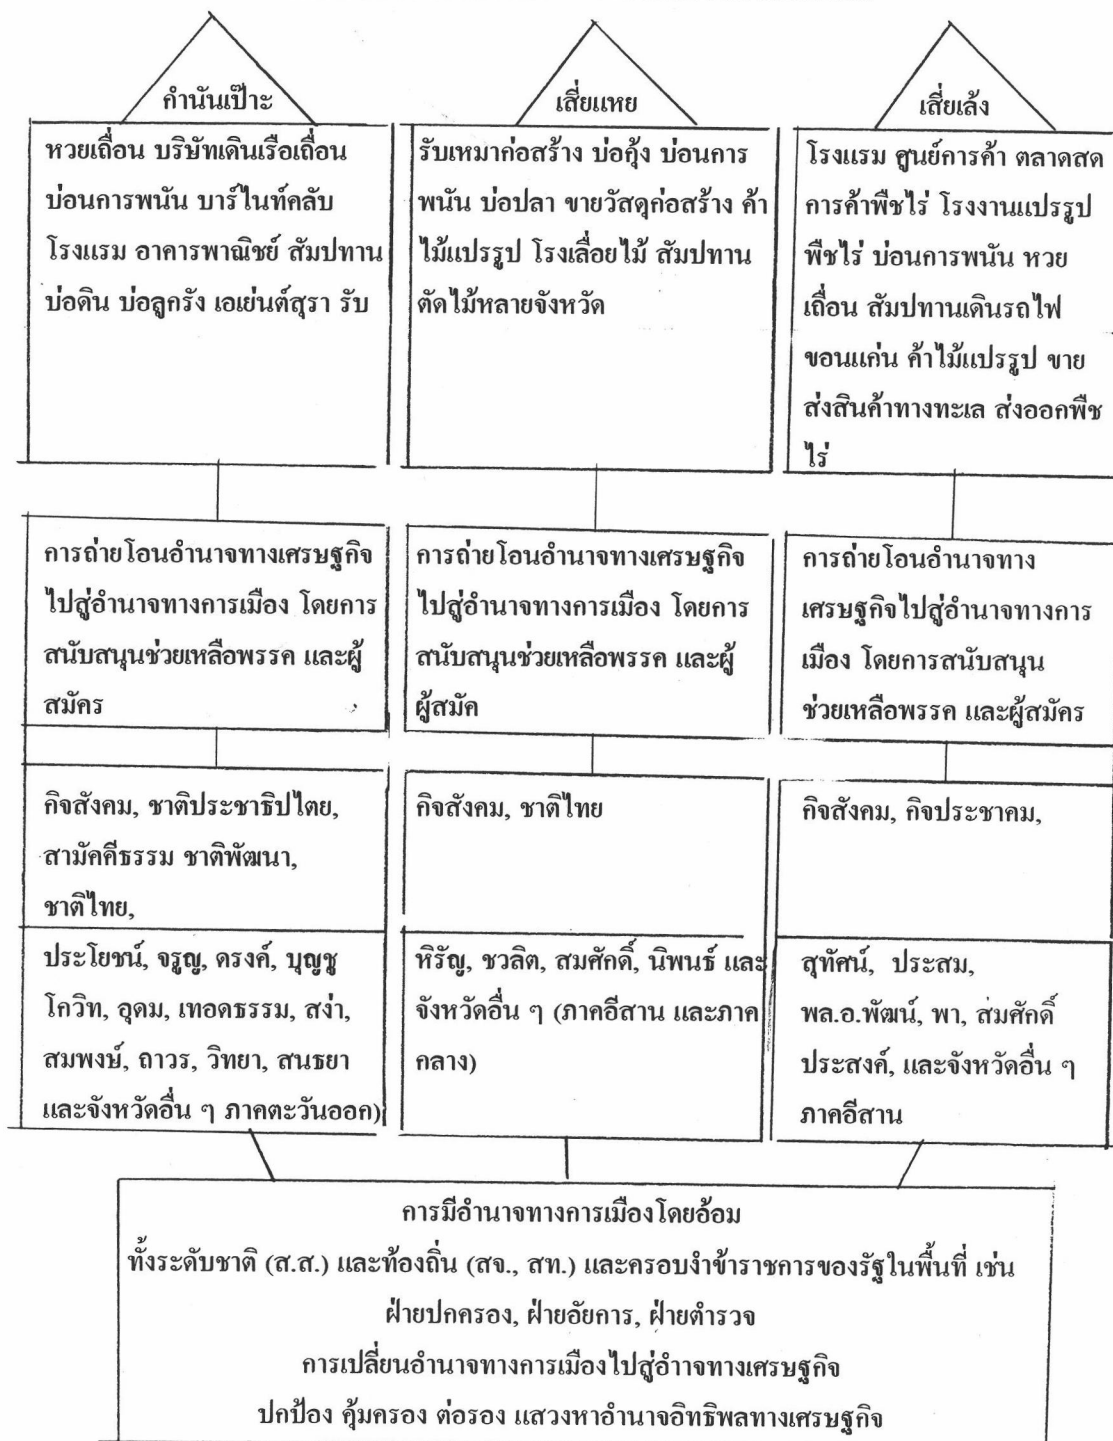 กำนันเป๊าะ
หวยเถื่อน บริษัทเดินเรือเถื่อน
บ่อนการพนัน บาร์ไนท์คลับ
โรงแรม อาคารพาณิชย์ สัมปทาน
บ่อดิน บ่อลูกรัง เอเย่นต์สุรา รับ
เสี่ยแหย
รับเหมาก่อสร้าง บ่อกุ้ง บ่อนการ
พนัน บ่อปลา ขายวัสดุก่อสร้าง ค้า
ไม้แปรรูป โรงเลื่อยไม้ สัมปทาน
ตัดไม้หลายจังหวัด
เสี่ยเล้ง
โรงแรม ศูนย์การค้า ตลาดสด
การค้าพืชไร่ โรงงานแปรรูป
พืชไร่ บ่อนการพนัน หวย
เถื่อน สัมปทานเดินรถไฟ
ขอนแก่น ค้าไม้แปรรูป ขาย
ส่งสินค้าทางทะเล ส่งออกพืช
ไร่
การถ่ายโอนอำนาจทางเศรษฐกิจ
ไปสู่อำนาจทางการเมือง โดยการ
สนับสนุนช่วยเหลือพรรค และผู้
สมัคร
การถ่ายโอนอำนาจทางเศรษฐกิจ
ไปสู่อำนาจทางการเมือง โดยการ
สนับสนุนช่วยเหลือพรรค และผู้
ผู้สมัค
การถ่ายโอนอำนาจทาง
เศรษฐกิจไปสู่อำนาจทางการ
เมือง โดยการสนับสนุน
ช่วยเหลือพรรค และผู้สมัคร
กิจสังคม, ชาติประชาธิปไตย,
สามัคคีธรรม ชาติพัฒนา,
ชาติไทย,
กิจสังคม, ชาติไทย
กิจสังคม, กิจประชาคม,
ประโยชน์, จรูญ, ดรงค์, บุญชู
โกวิท, อุดม, เทอดธรรม, สง่า,
สมพงษ์, ถาวร, วิทยา, สนธยา
และจังหวัดอื่น ๆ ภาคตะวันออก)
หิรัญ, ชวลิต, สมศักดิ์, นิพนธ์ และ
จังหวัดอื่น ๆ (ภาคอีสาน และภาค
กลาง)
สุทัศน์, ประสม,
พล.อ.พัฒน์, พา, สมศักดิ์
ประสงค์, และจังหวัดอื่น ๆ
ภาคอีสาน
การมีอำนาจทางการเมืองโดยอ้อม
ทั้งระดับชาติ (ส.ส.) และท้องถิ่น (สจ., สท.) และครอบงำข้าราชการของรัฐในพื้นที่ เช่น
ฝ่ายปกครอง, ฝ่ายอัยการ, ฝ่ายตำรวจ
การเปลี่ยนอำนาจทางการเมืองไปสู่อำาจทางเศรษฐกิจ
ปกป้อง คุ้มครอง ต่อรอง แสวงหาอำนาจอิทธิพลทางเศรษฐกิจ